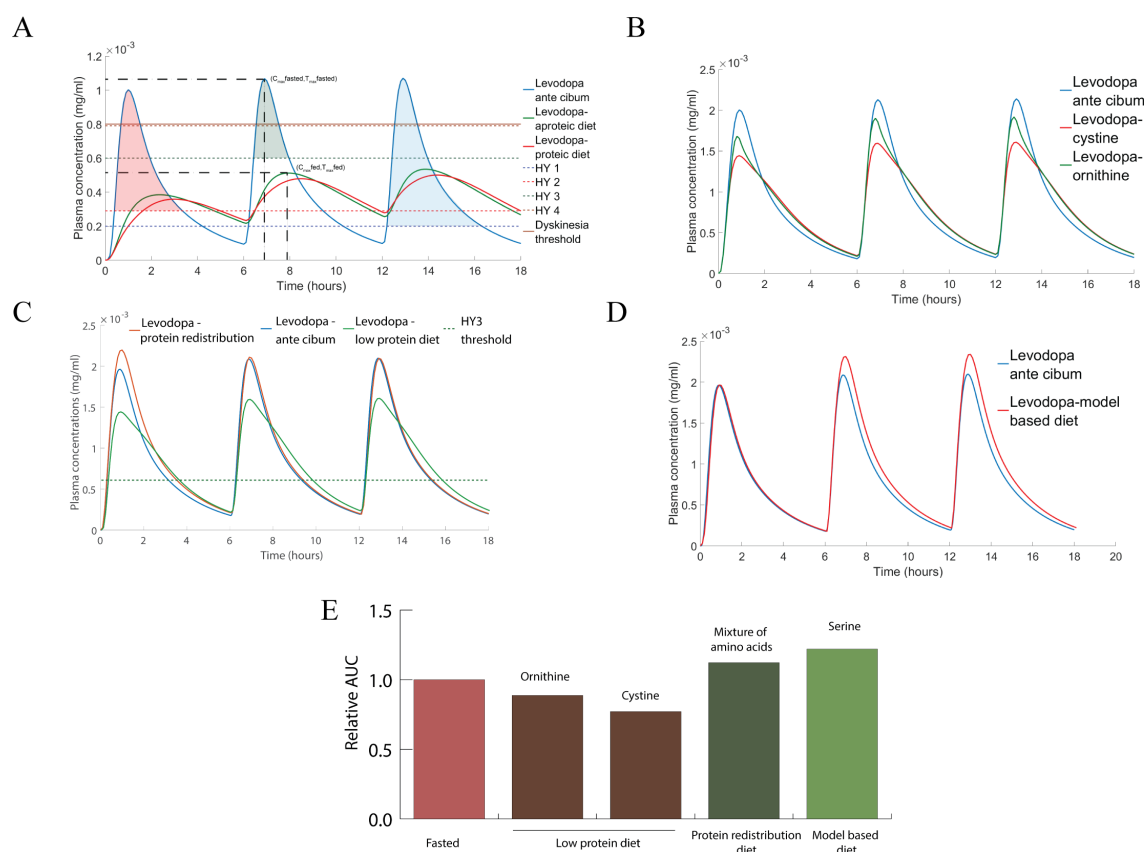 A
×10⁻³
1.2
1
0.8
0.6
0.4
0.2
0
Plasma concentration (mg/ml)
0 2 4 6 8 10 12 14 16 18
Time (hours)
(Cmaxfasted,Tmaxfasted)
(Cmaxfed,Tmaxfed)
Levodopa
ante cibum
Levodopa-
aproteic diet
Levodopa-
proteic diet
HY 1
HY 2
HY 3
HY 4
Dyskinesia
threshold
B
×10⁻³
2.5
2
1.5
1
0.5
0
Plasma concentration (mg/ml)
0 2 4 6 8 10 12 14 16 18
Time (hours)
Levodopa
ante cibum
Levodopa-
cystine
Levodopa-
ornithine
C
×10⁻³
2.5
2
1.5
1
0.5
0
Plasma concentrations (mg/ml)
0 2 4 6 8 10 12 14 16 18
Time (hours)
Levodopa -
protein redistribution
Levodopa -
ante cibum
Levodopa -
low protein diet
HY3
threshold
D
×10⁻³
2.5
2
1.5
1
0.5
0
Plasma concentration (mg/ml)
0 2 4 6 8 10 12 14 16 18 20
Time (hours)
Levodopa
ante cibum
Levodopa-model
based diet
E
1.5
1.0
0.5
0.0
Relative AUC
Ornithine
Cystine
Mixture of
amino acids
Serine
Fasted
Low protein diet
Protein redistribution
diet
Model based
diet